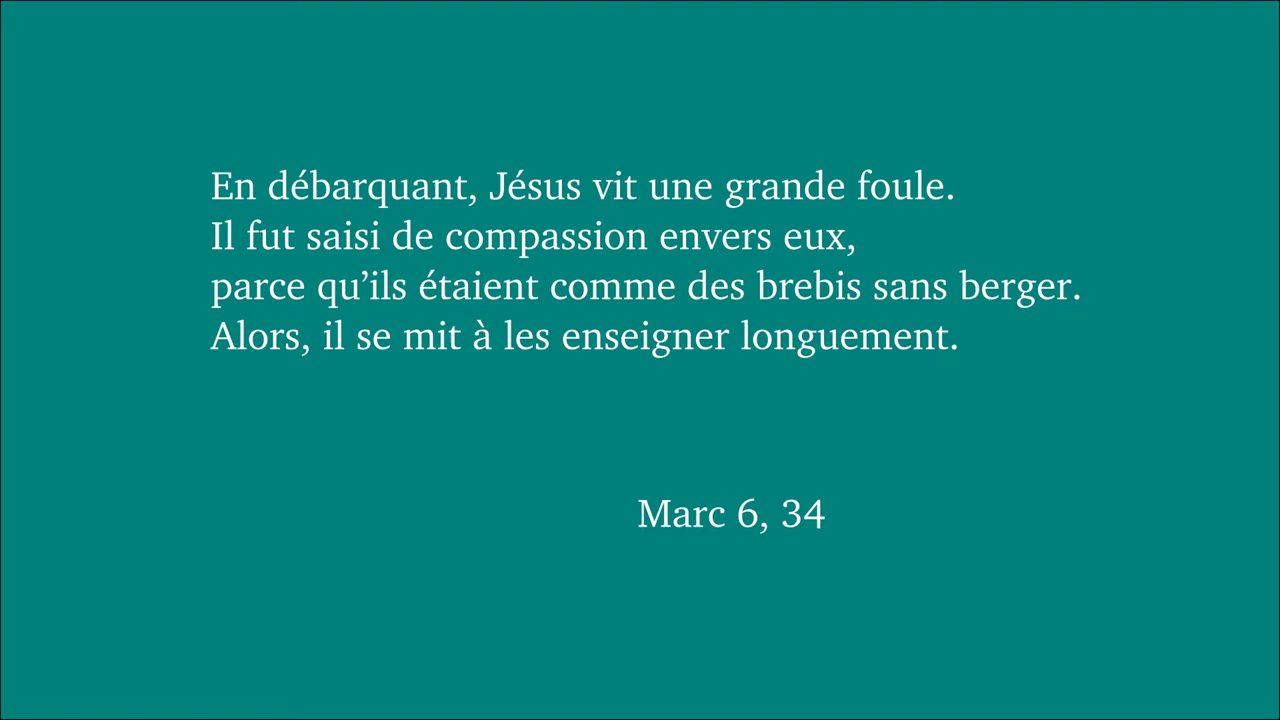 En débarquant, Jésus vit une grande foule.
Il fut saisi de compassion envers eux,
parce qu’ils étaient comme des brebis sans berger.
Alors, il se mit à les enseigner longuement.
Marc 6, 34